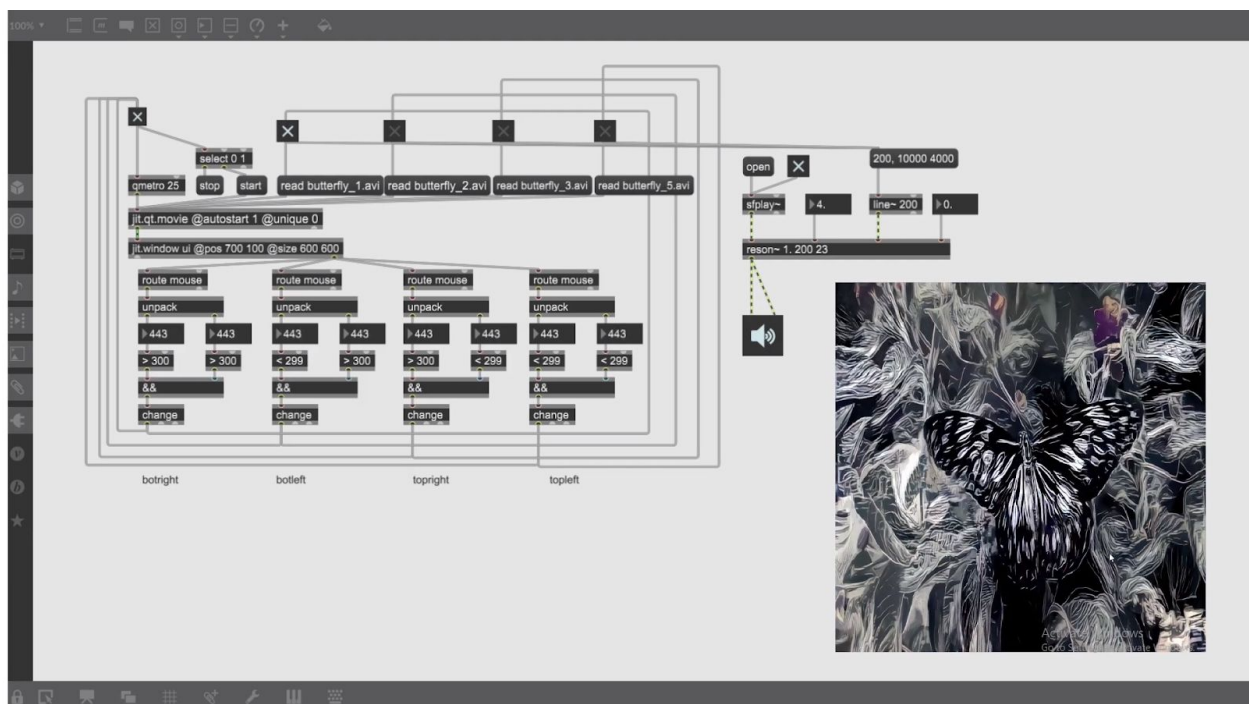 100%
select 0 1
qmetro 25
stop
start
read butterfly_1.avi
read butterfly_2.avi
read butterfly_3.avi
read butterfly_5.avi
jit.qt.movie @autostart 1 @unique 0
jit.window ui @pos 700 100 @size 600 600
route mouse
route mouse
route mouse
route mouse
unpack
unpack
unpack
unpack
443
443
443
443
443
443
443
443
> 300
> 300
< 299
> 300
> 300
< 299
< 299
< 299
&&
&&
&&
&&
change
change
change
change
botright
botleft
topright
topleft
open
200, 10000 4000
sfplay~
4.
line~ 200
0.
reson~ 1. 200 23
Activate Windows
Go to